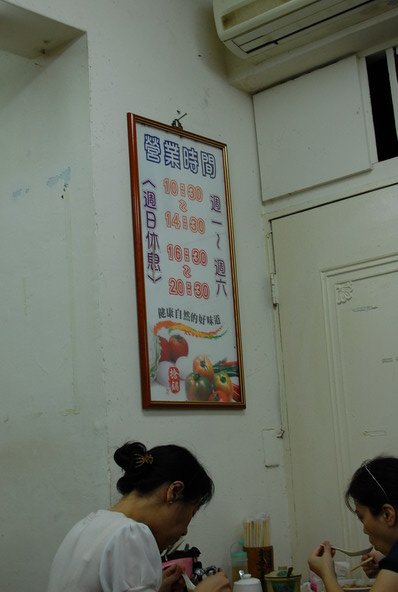 營業時間
週一~週六
10:30
~
14:30
16:30
~
20:30
(週日休息)
健康自然的好味道